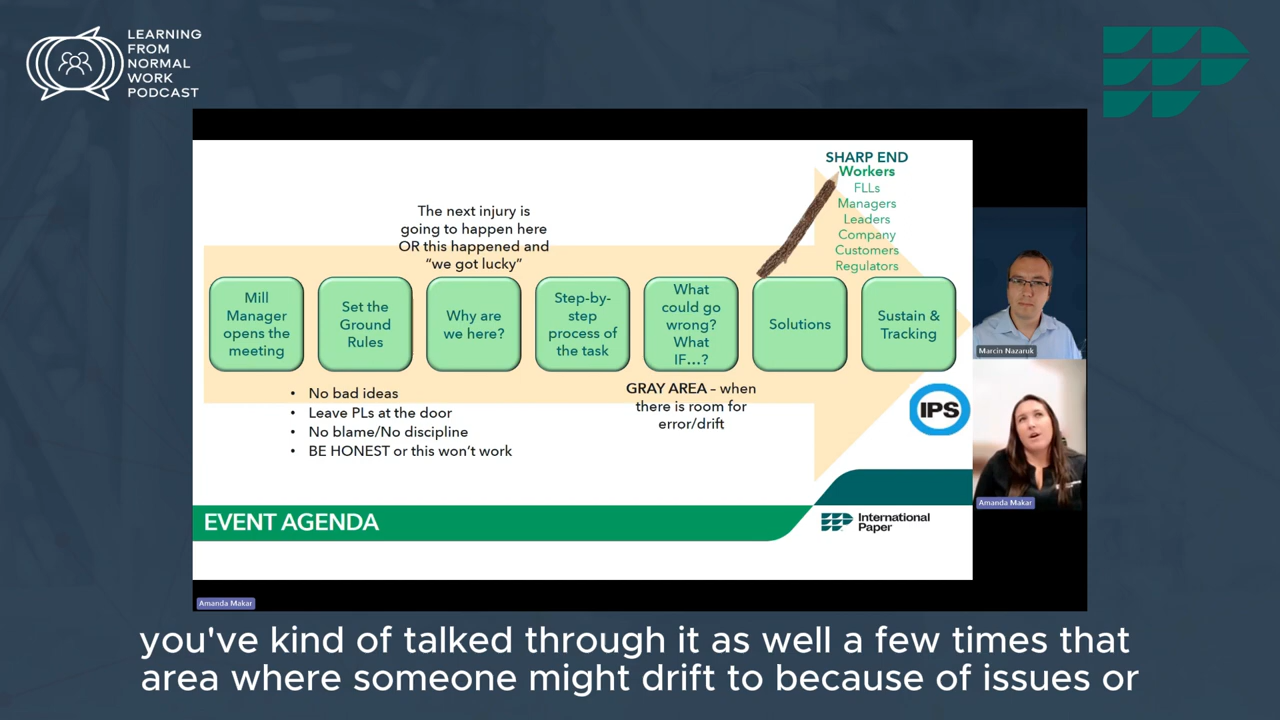 LEARNING
FROM
NORMAL
WORK
PODCAST
SHARP END
Workers
FLLs
Managers
Leaders
Company
Customers
Regulators
The next injury is
going to happen here
OR this happened and
“we got lucky”
Mill
Manager
opens the
meeting
Set the
Ground
Rules
Why are
we here?
Step-by-
step
process of
the task
What
could go
wrong?
What
IF...?
Solutions
Sustain &
Tracking
• No bad ideas
• Leave PLs at the door
• No blame/No discipline
• BE HONEST or this won’t work
GRAY AREA – when
there is room for
error/drift
IPS
EVENT AGENDA
International
Paper
Marcin Nazaruk
Amanda Makar
Amanda Makar
you've kind of talked through it as well a few times that
area where someone might drift to because of issues or